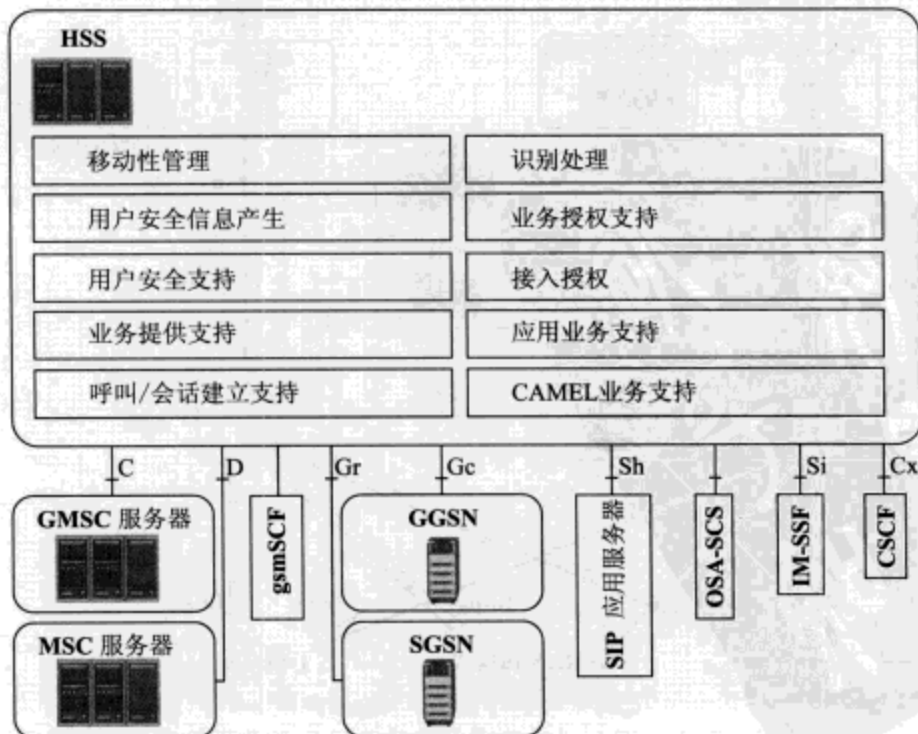 HSS
移动性管理
识别处理
用户安全信息产生
业务授权支持
用户安全支持
接入授权
业务提供支持
应用业务支持
呼叫/会话建立支持
CAMEL业务支持
C
D
Gr
Gc
Sh
Si
Cx
GMSC 服务器
gsmSCF
GGSN
SIP 应用服务器
OSA-SCS
IM-SSF
CSCF
MSC 服务器
SGSN